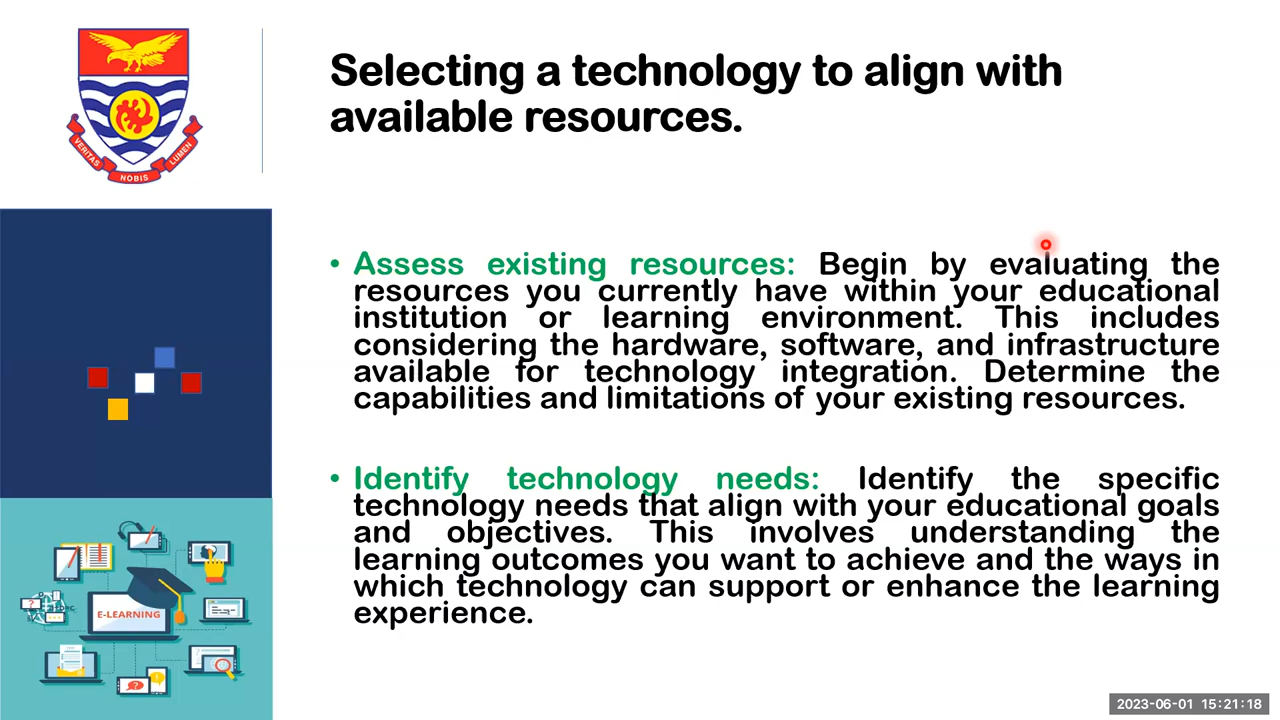 Selecting a technology to align with
available resources.
VERITAS
NOBIS
LUMEN
• Assess existing resources: Begin by evaluating the
resources you currently have within your educational
institution or learning environment. This includes
considering the hardware, software, and infrastructure
available for technology integration. Determine the
capabilities and limitations of your existing resources.
• Identify technology needs: Identify the specific
technology needs that align with your educational goals
and objectives. This involves understanding the
learning outcomes you want to achieve and the ways in
which technology can support or enhance the learning
experience.
E-LEARNING
2023-06-01 15:21:18